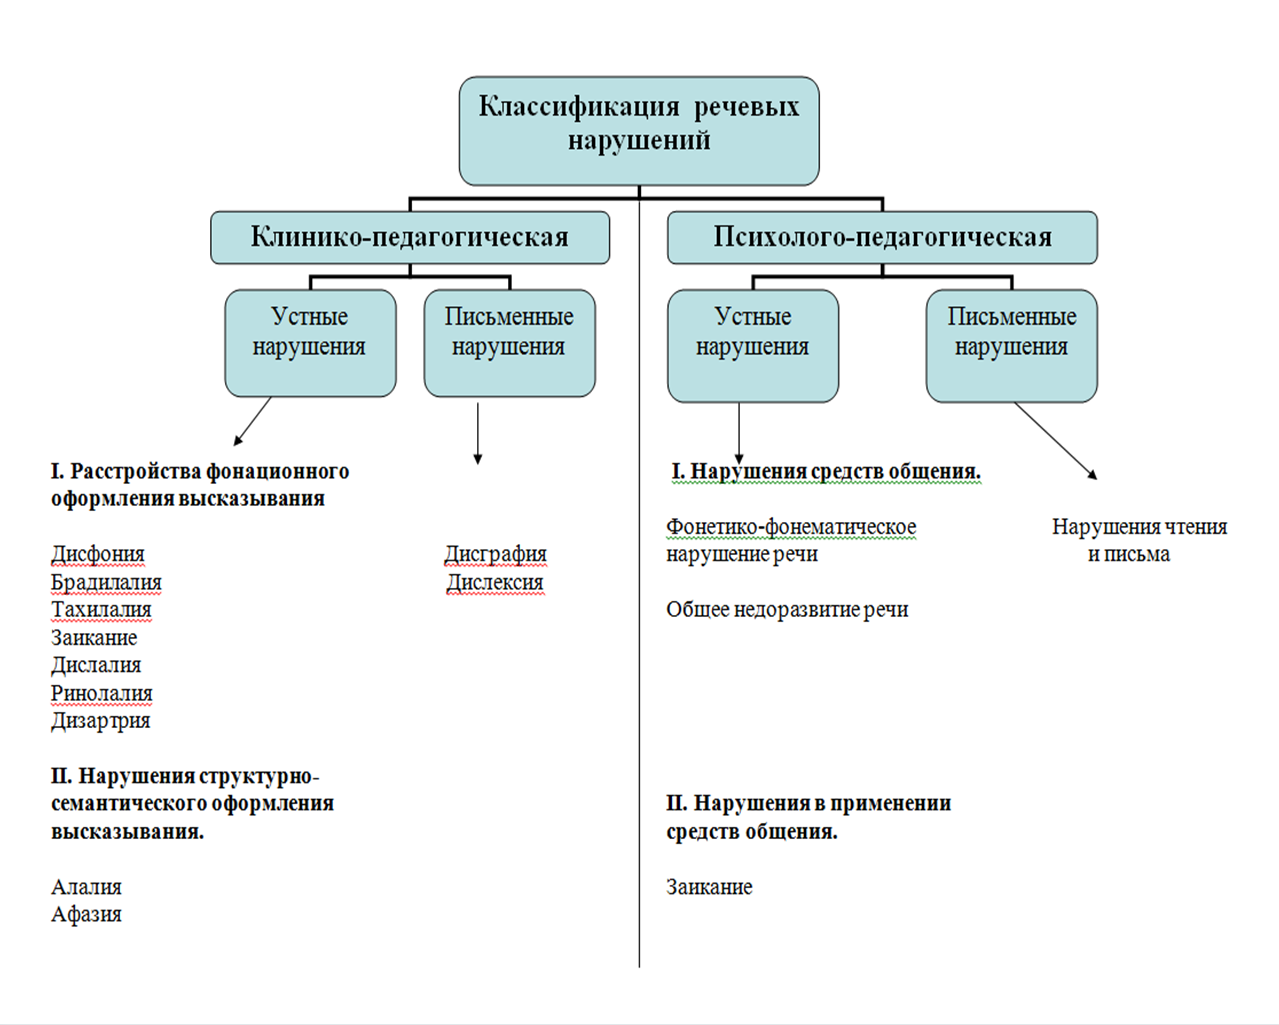 Классификация речевых
нарушений
Клинико-педагогическая
Психолого-педагогическая
Устные
нарушения
Письменные
нарушения
Устные
нарушения
Письменные
нарушения
I. Расстройства фонационного
оформления высказывания
Дисфония
Брадилалия
Тахилалия
Заикание
Дислалия
Ринолалия
Дизартрия
II. Нарушения структурно-
семантического оформления
высказывания.
Алалия
Афазия
Дисграфия
Дислексия
I. Нарушения средств общения.
Фонетико-фонематическое
нарушение речи
Общее недоразвитие речи
II. Нарушения в применении
средств общения.
Заикание
Нарушения чтения
и письма